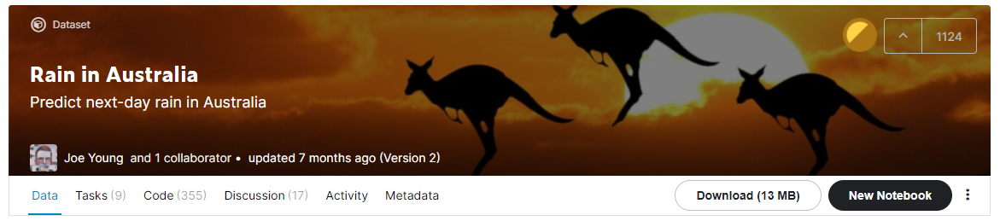 Dataset
1124
Rain in Australia
Predict next-day rain in Australia
Joe Young and 1 collaborator • updated 7 months ago (Version 2)
Data Tasks (9) Code (355) Discussion (17) Activity Metadata Download (13 MB) New Notebook